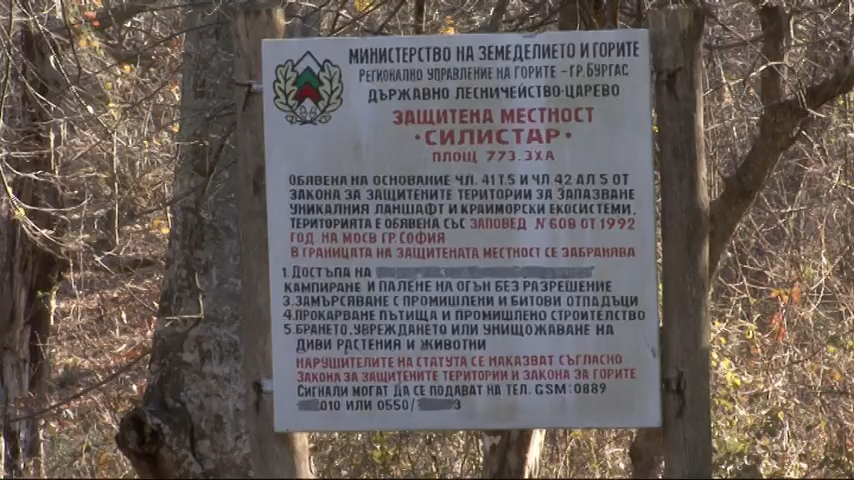 МИНИСТЕРСТВО НА ЗЕМЕДЕЛИЕТО И ГОРИТЕ
РЕГИОНАЛНО УПРАВЛЕНИЕ НА ГОРИТЕ – ГР. БУРГАС
ДЪРЖАВНО ЛЕСНИЧЕЙСТВО-ЦАРЕВО
ЗАЩИТЕНА МЕСТНОСТ
·СИЛИСТАР·
ПЛОЩ 773.3ХА
ОБЯВЕНА НА ОСНОВАНИЕ ЧЛ. 41 Т.5 И ЧЛ 42 АЛ 5 ОТ
ЗАКОНА ЗА ЗАЩИТЕНИТЕ ТЕРИТОРИИ ЗА ЗАПАЗВАНЕ
УНИКАЛНИЯ ЛАНШАФТ И КРАИМОРСКИ ЕКОСИСТЕМИ.
ТЕРИТОРИЯТА Е ОБЯВЕНА СЪС ЗАПОВЕД N 608 ОТ 1992
ГОД. НА МОСВ ГР. СОФИЯ
В ГРАНИЦАТА НА ЗАЩИТЕНАТА МЕСТНОСТ СЕ ЗАБРАНЯВА
1. ДОСТЪПА НА
КАМПИРАНЕ И ПАЛЕНЕ НА ОГЪН БЕЗ РАЗРЕШЕНИЕ
3. ЗАМЪРСЯВАНЕ С ПРОМИШЛЕНИ И БИТОВИ ОТПАДЪЦИ
4. ПРОКАРВАНЕ ПЪТИЩА И ПРОМИШЛЕНО СТРОИТЕЛСТВО
5. БРАНЕТО, УВРЕЖДАНЕТО ИЛИ УНИЩОЖАВАНЕ НА
ДИВИ РАСТЕНИЯ И ЖИВОТНИ
НАРУШИТЕЛИТЕ НА СТАТУТА СЕ НАКАЗВАТ СЪГЛАСНО
ЗАКОНА ЗА ЗАЩИТЕНИТЕ ТЕРИТОРИИ И ЗАКОНА ЗА ГОРИТЕ
СИГНАЛИ МОГАТ ДА СЕ ПОДАВАТ НА ТЕЛ. GSM: 0889
010 ИЛИ 0550/ 3